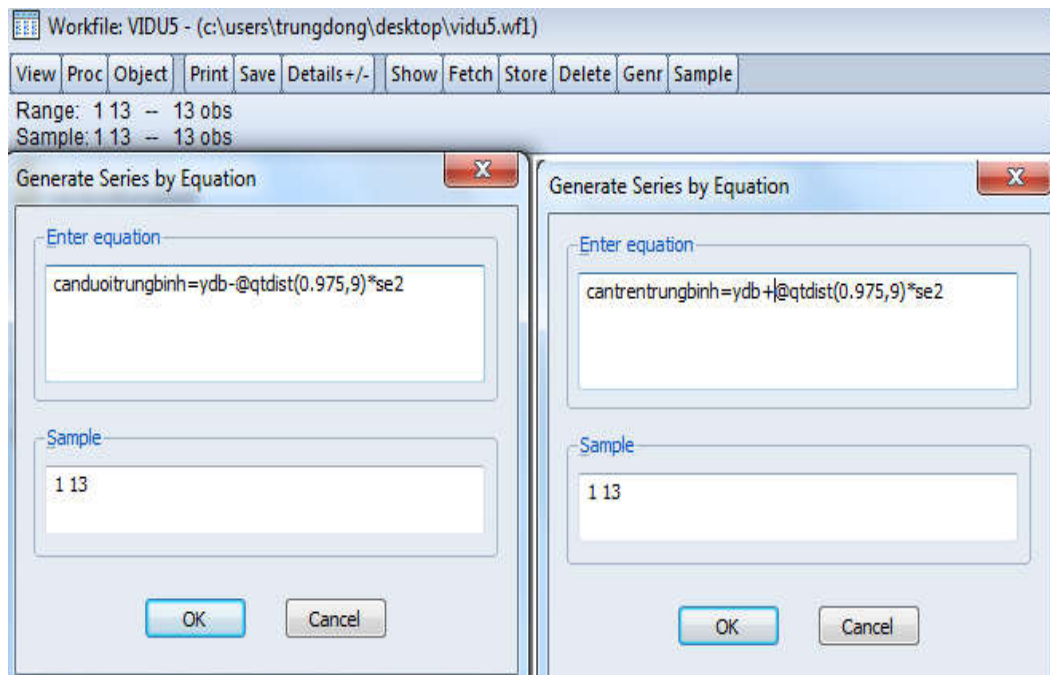 Workfile: VIDU5 - (c:\users\trungdong\desktop\vidu5.wf1)
View Proc Object Print Save Details+/- Show Fetch Store Delete Genr Sample
Range: 1 13 -- 13 obs
Sample: 1 13 -- 13 obs
Generate Series by Equation
Enter equation
canduoitrungbinh=ydb-@qtdist(0.975,9)*se2
Sample
1 13
OK Cancel
Generate Series by Equation
Enter equation
cantrentrungbinh=ydb+@qtdist(0.975,9)*se2
Sample
1 13
OK Cancel